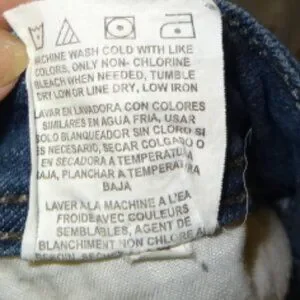 MACHINE WASH COLD WITH LIKE
COLORS, ONLY NON- CHLORINE
BLEACH WHEN NEEDED, TUMBLE
DRY LOW OR LINE DRY, LOW IRON
LAVAR EN LAVADORA CON COLORES
SIMILARES EN AGUA FRIA, USAR
SOLO BLANQUEADOR SIN CLORO SI
ES NECESARIO, SECAR COLGADO O
EN SECADORA A TEMPERATURA
BAJA, PLANCHAR A TEMPERATURA
BAJA
LAVER A LA MACHINE A L'EA
FROIDE AVEC COULEURS
SEMBLABLES, AGENT DE
BLANCHIMENT NON CHLORE A
BESOIN, SECH